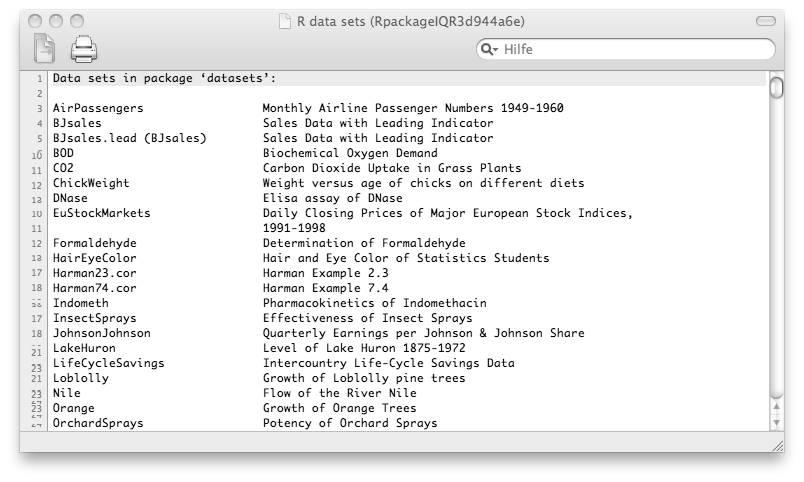 R data sets (RpackageIQR3d944a6e)
Hilfe
1 Data sets in package ‘datasets’:
2
3 AirPassengers Monthly Airline Passenger Numbers 1949-1960
4 BJsales Sales Data with Leading Indicator
5 BJsales.lead (BJsales) Sales Data with Leading Indicator
BOD Biochemical Oxygen Demand
11 CO2 Carbon Dioxide Uptake in Grass Plants
12 ChickWeight Weight versus age of chicks on different diets
DNase Elisa assay of DNase
10 EuStockMarkets Daily Closing Prices of Major European Stock Indices,
11 1991-1998
12 Formaldehyde Determination of Formaldehyde
HairEyeColor Hair and Eye Color of Statistics Students
17 Harman23.cor Harman Example 2.3
18 Harman74.cor Harman Example 7.4
Indometh Pharmacokinetics of Indomethacin
17 InsectSprays Effectiveness of Insect Sprays
18 JohnsonJohnson Quarterly Earnings per Johnson & Johnson Share
21 LakeHuron Level of Lake Huron 1875-1972
23 LifeCycleSavings Intercountry Life-Cycle Savings Data
21 Loblolly Growth of Loblolly pine trees
23 Nile Flow of the River Nile
23 Orange Growth of Orange Trees
OrchardSprays Potency of Orchard Sprays